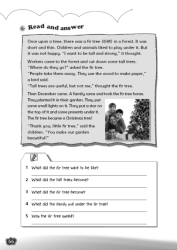 Read and answer
Once upon a time, there was a fir tree in a forest. It was
short and thin. Children and animals liked to play under it. But
it was not happy. "I want to be tall and strong," it thought.
Workers came to the forest and cut down some tall trees.
"Where do they go?" asked the fir tree.
"People take them away. They use the wood to make paper,"
a bird said.
"Tall trees are useful, but not me," thought the fir tree.
Then December came. A family came and took the fir tree home.
They planted it in their garden. They put
some small lights on it. They put a star on
the top of it and some presents under it.
The fir tree became a Christmas tree!
"Thank you, little fir tree," said the
children. "You make our garden
beautiful!"
1 What did the fir tree want to be like?
2 What did the tall trees become?
3 What did the fir tree become?
4 What did the family put under the fir tree?
5 Was the fir tree useful?